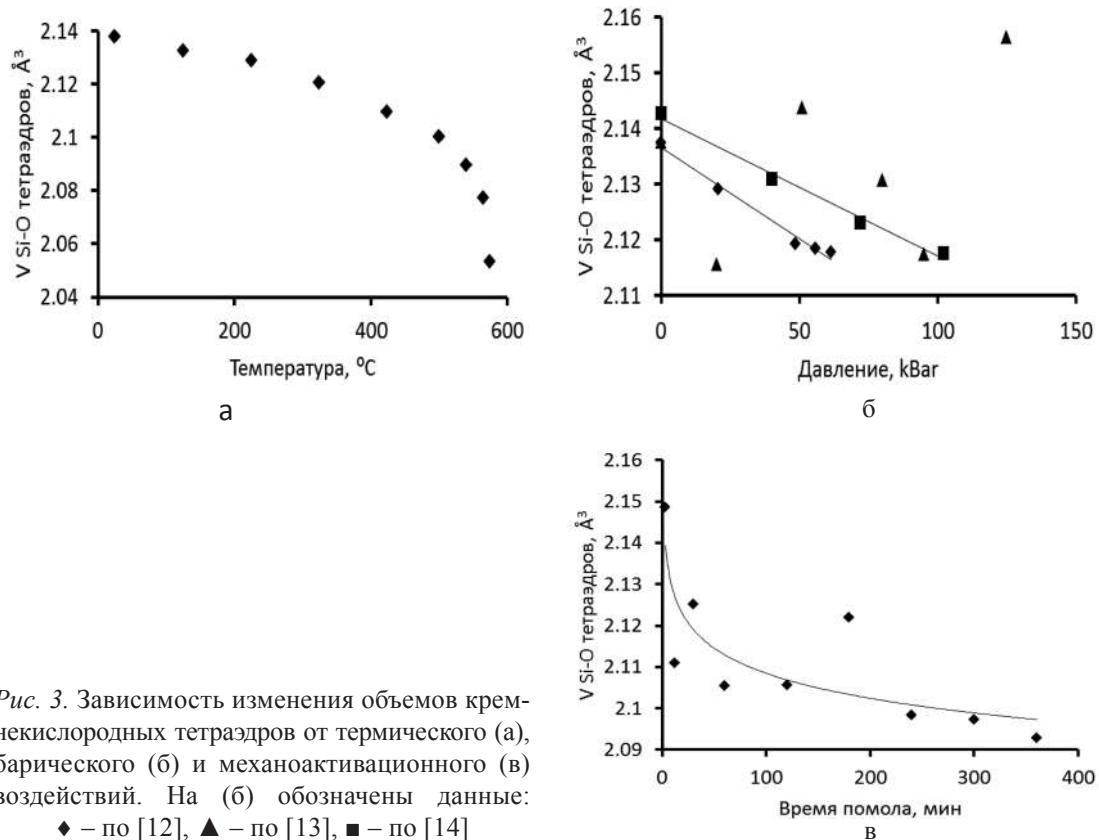 2.14
2.12
2.1
2.08
2.06
2.04
V Si-O тетраэдров, Å³
0 200 400 600
Температура, ⁰C
а
2.16
2.15
2.14
2.13
2.12
2.11
V Si-O тетраэдров, Å³
0 50 100 150
Давление, kBar
б
2.16
2.15
2.14
2.13
2.12
2.11
2.1
2.09
V Si-O тетраэдров, Å³
0 100 200 300 400
Время помола, мин
в
Рис. 3. Зависимость изменения объемов крем-
некислородных тетраэдров от термического (а),
барического (б) и механоактивационного (в)
воздействий. На (б) обозначены данные:
♦ – по [12], ▲ – по [13], ■ – по [14]